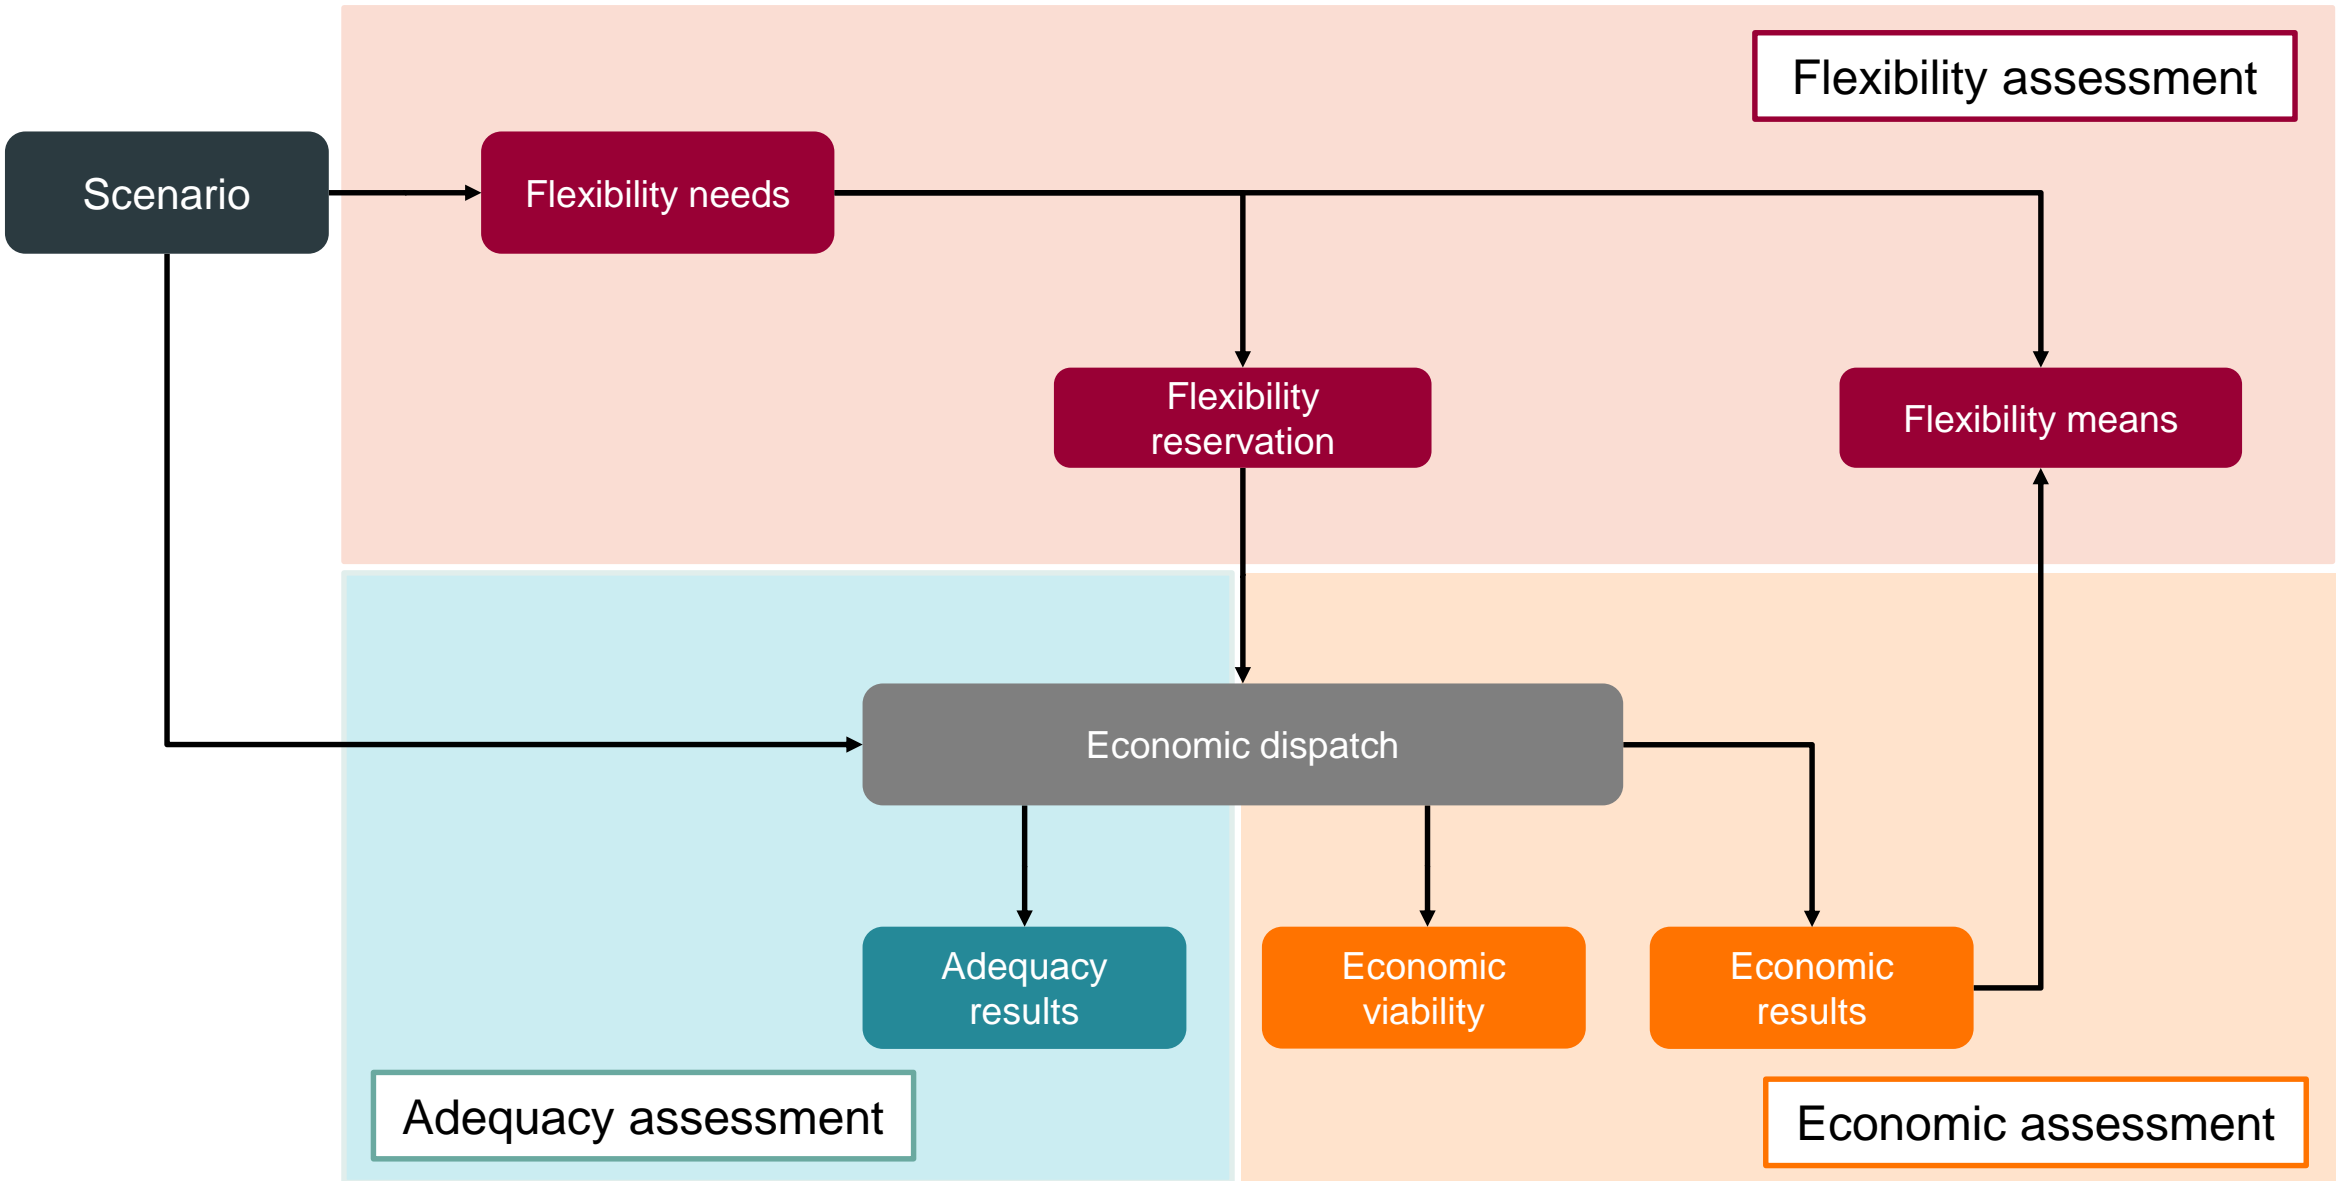 Flexibility assessment
Scenario
Flexibility needs
Flexibility
reservation
Flexibility means
Economic dispatch
Adequacy
results
Economic
viability
Economic
results
Adequacy assessment
Economic assessment